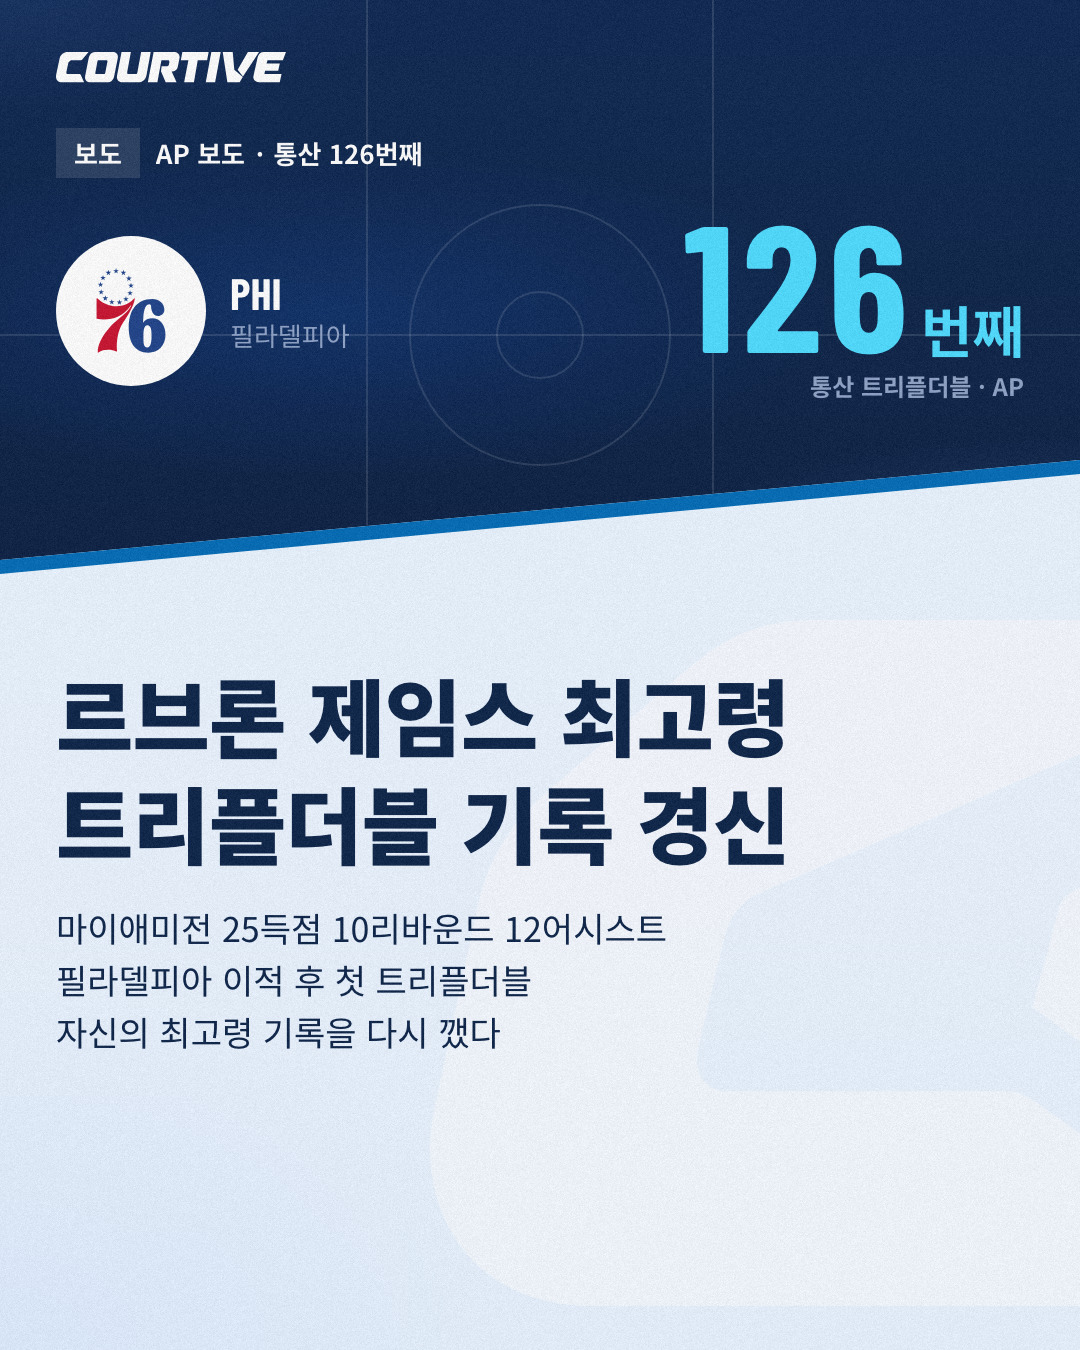 COURTIVE
보도 AP 보도 · 통산 126번째
76
PHI
필라델피아
126 번째
통산 트리플더블 · AP
르브론 제임스 최고령
트리플더블 기록 경신
마이애미전 25득점 10리바운드 12어시스트
필라델피아 이적 후 첫 트리플더블
자신의 최고령 기록을 다시 깼다